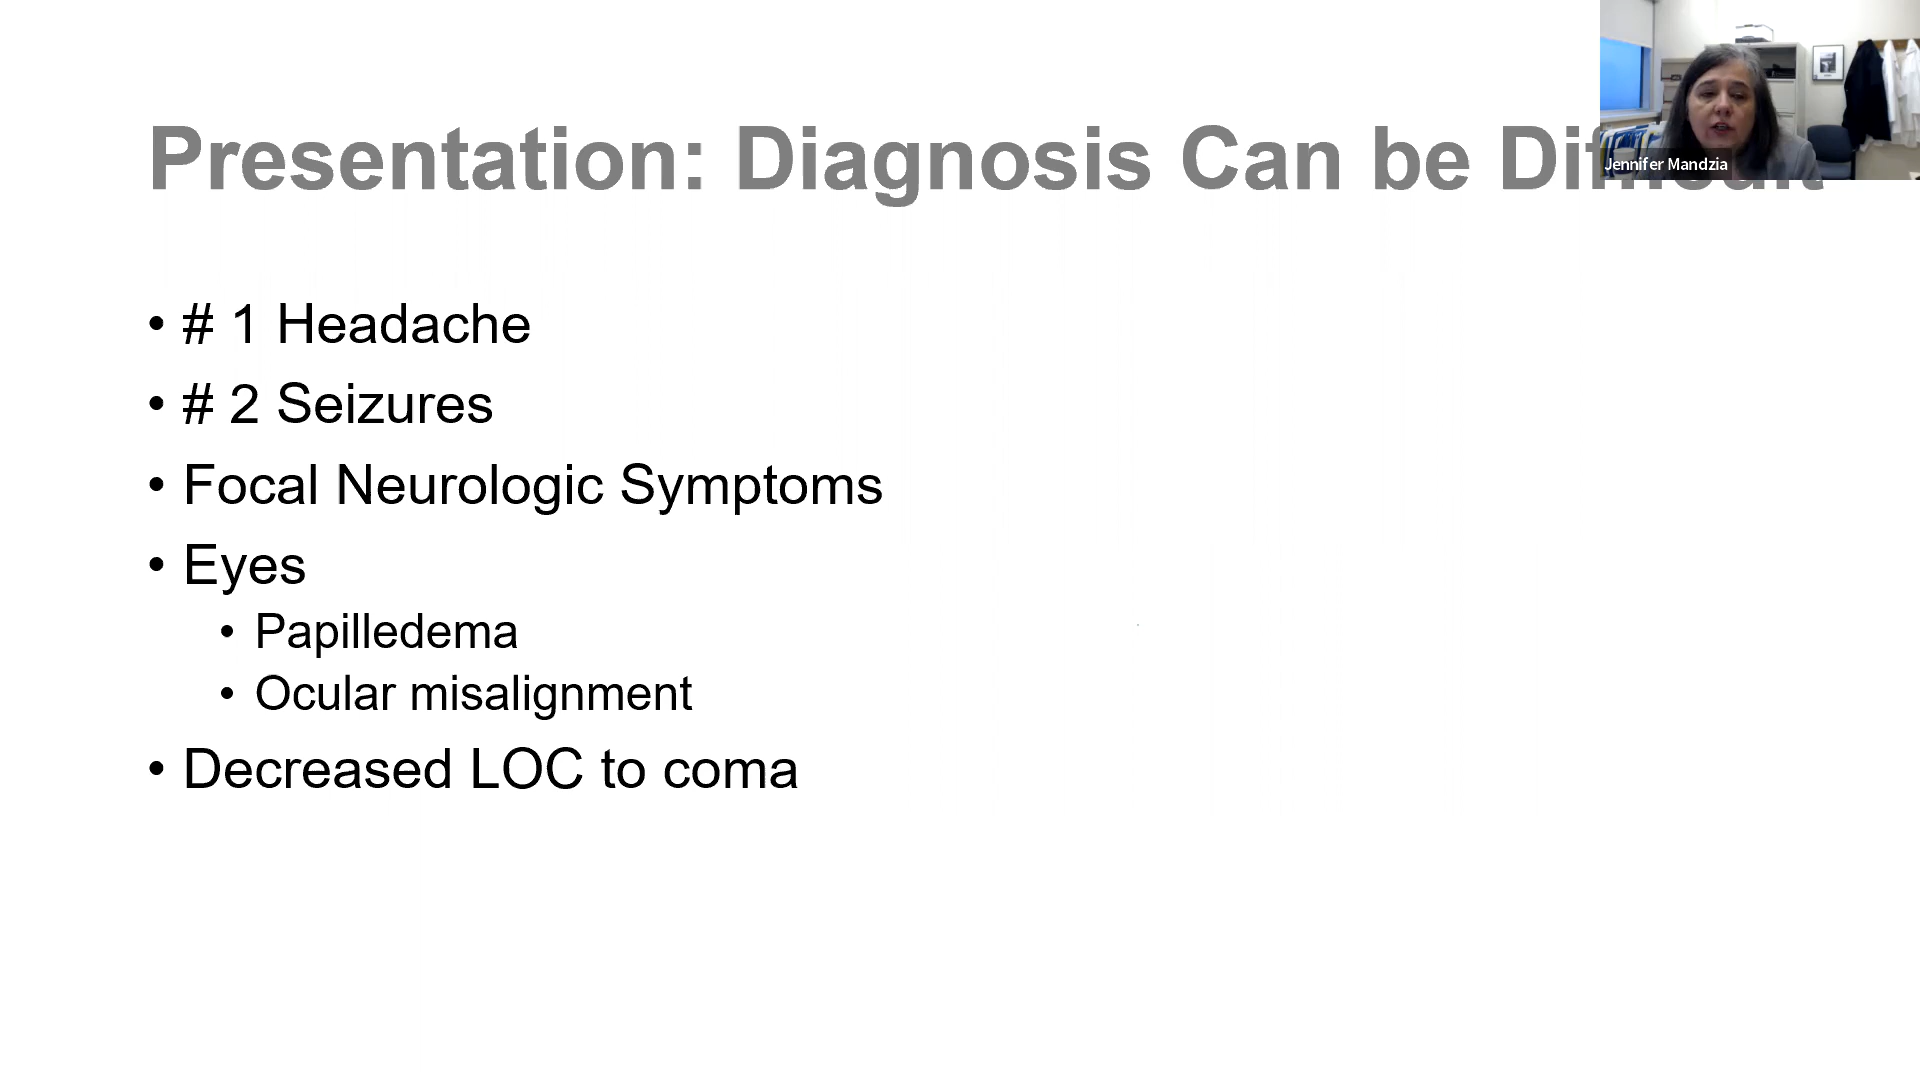 Presentation: Diagnosis Can be Difficult
Jennifer Mandzia
• # 1 Headache
• # 2 Seizures
• Focal Neurologic Symptoms
• Eyes
• Papilledema
• Ocular misalignment
• Decreased LOC to coma